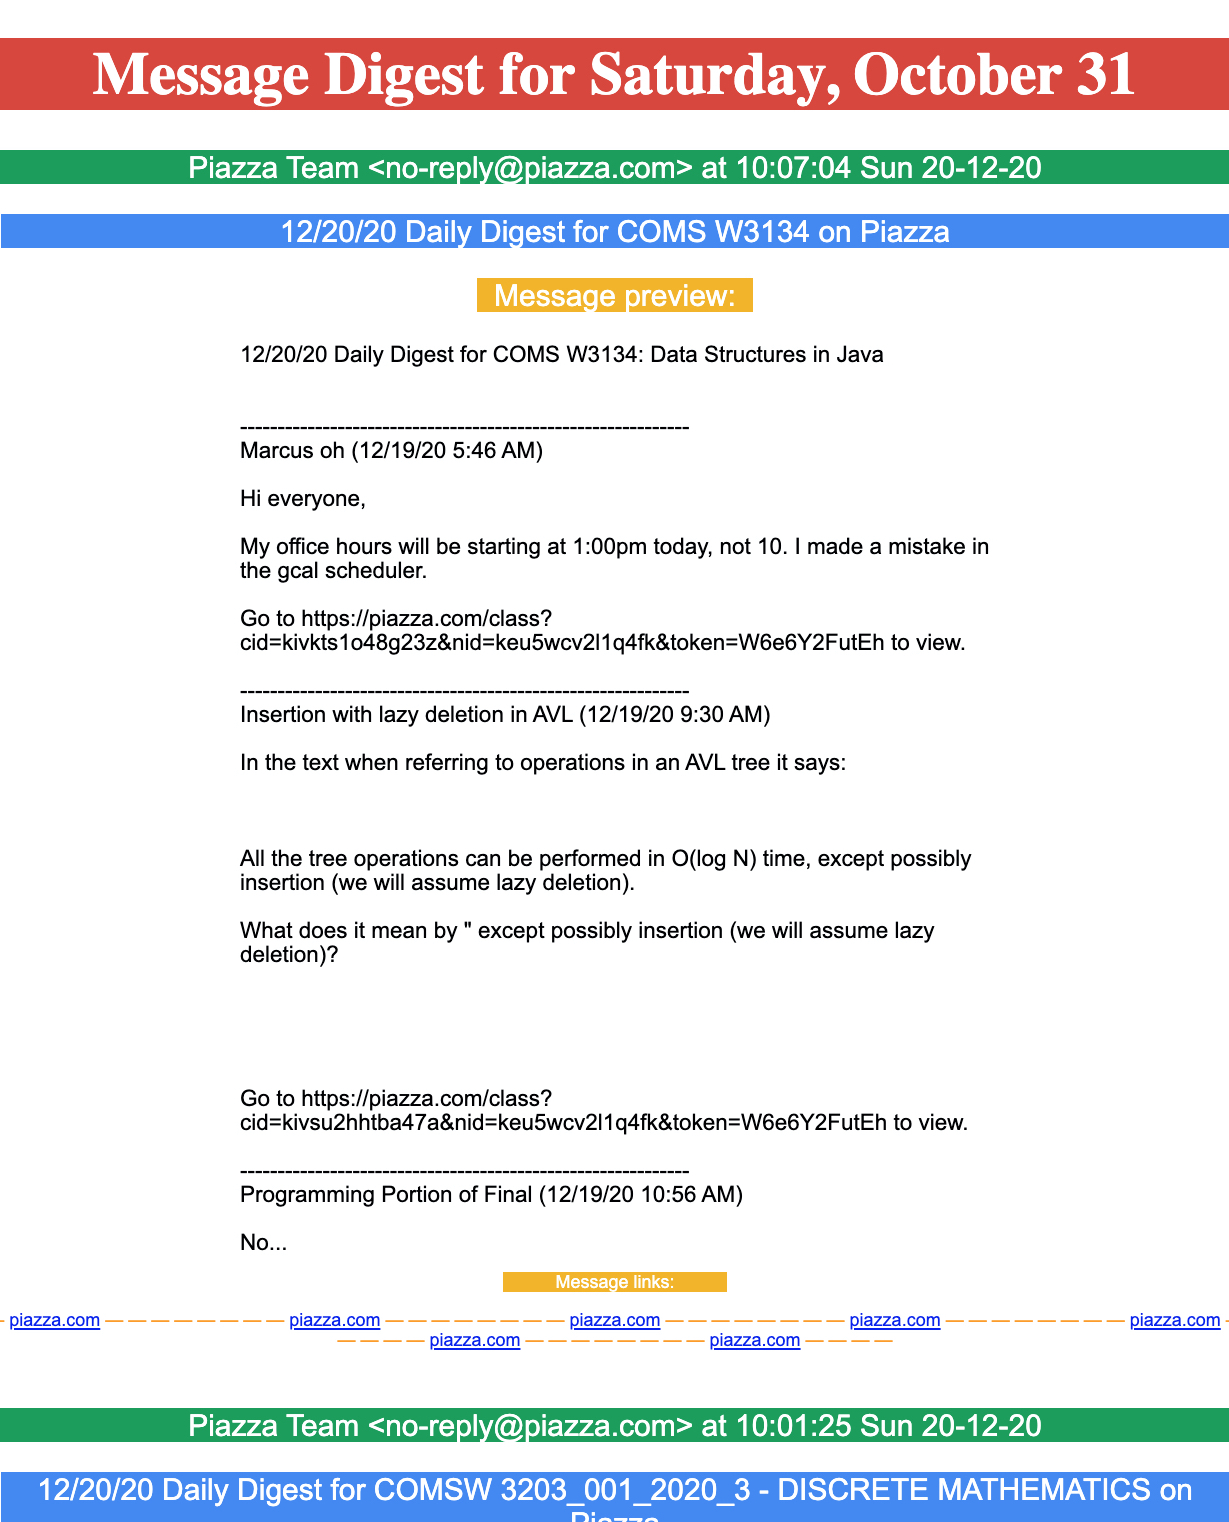 Message Digest for Saturday, October 31
Piazza Team <no-reply@piazza.com> at 10:07:04 Sun 20-12-20
12/20/20 Daily Digest for COMS W3134 on Piazza
Message preview:
12/20/20 Daily Digest for COMS W3134: Data Structures in Java
------------------------------------------------------------
Marcus oh (12/19/20 5:46 AM)
Hi everyone,
My office hours will be starting at 1:00pm today, not 10. I made a mistake in
the gcal scheduler.
Go to https://piazza.com/class?
cid=kivkts1o48g23z&nid=keu5wcv2l1q4fk&token=W6e6Y2FutEh to view.
------------------------------------------------------------
Insertion with lazy deletion in AVL (12/19/20 9:30 AM)
In the text when referring to operations in an AVL tree it says:
All the tree operations can be performed in O(log N) time, except possibly
insertion (we will assume lazy deletion).
What does it mean by " except possibly insertion (we will assume lazy
deletion)?
Go to https://piazza.com/class?
cid=kivsu2hhtba47a&nid=keu5wcv2l1q4fk&token=W6e6Y2FutEh to view.
------------------------------------------------------------
Programming Portion of Final (12/19/20 10:56 AM)
No...
Message links:
— piazza.com — — — — — — — — piazza.com — — — — — — — — piazza.com — — — — — — — — piazza.com — — — — — — — — piazza.com —
— — — — piazza.com — — — — — — — — piazza.com — — — —
Piazza Team <no-reply@piazza.com> at 10:01:25 Sun 20-12-20
12/20/20 Daily Digest for COMSW 3203_001_2020_3 - DISCRETE MATHEMATICS on
Piazza